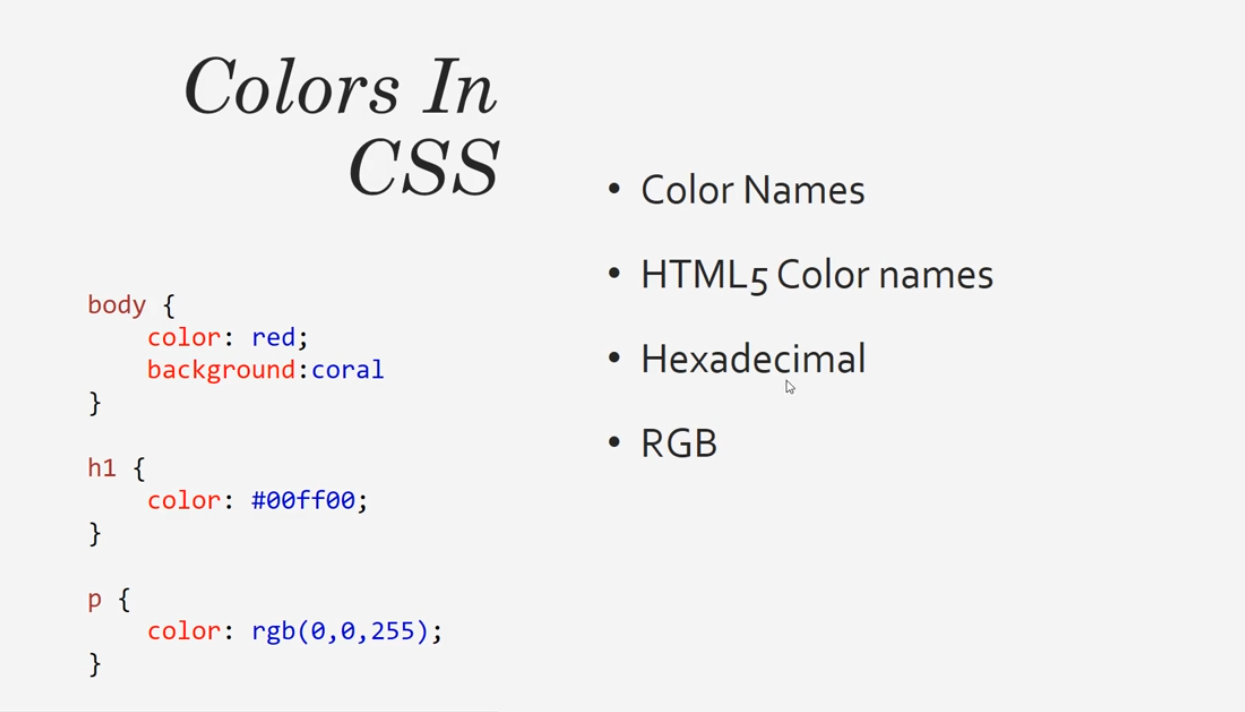 Colors In
CSS
body {
    color: red;
    background:coral
}
h1 {
    color: #00ff00;
}
p {
    color: rgb(0,0,255);
}
• Color Names
• HTML5 Color names
• Hexadecimal
• RGB